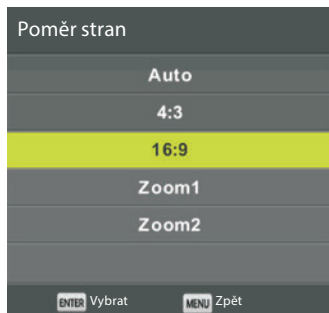 Poměr stran
Auto
4:3
16:9
Zoom1
Zoom2
ENTER Vybrat MENU Zpět